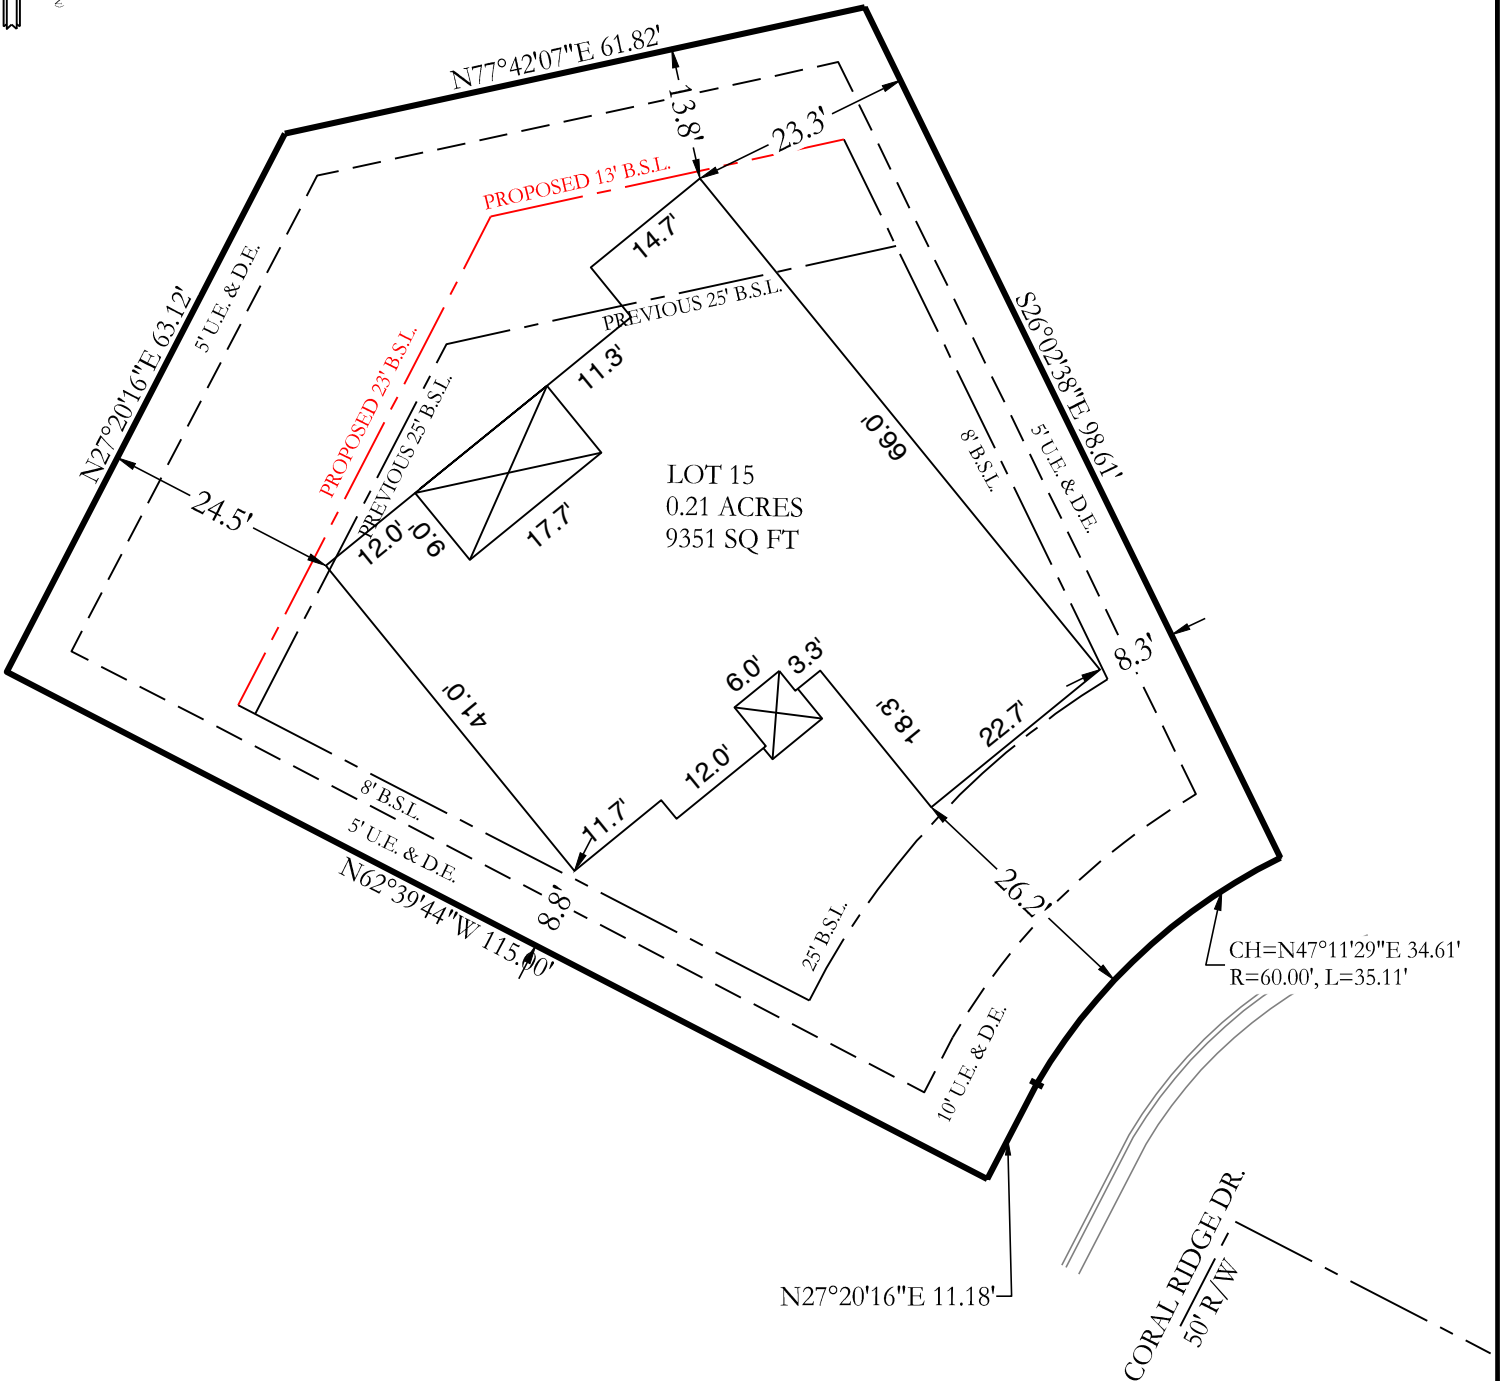 N77°42'07"E 61.82'
13.8'
23.3'
PROPOSED 13' B.S.L.
14.7'
5' U.E. & D.E.
PREVIOUS 25' B.S.L.
N27°20'16"E 63.12'
S26°02'38"E 98.61'
PROPOSED 23' B.S.L.
PREVIOUS 25' B.S.L.
11.3'
66.0'
8' B.S.L.
5' U.E. & D.E.
LOT 15
0.21 ACRES
9351 SQ FT
24.5'
12.0'
9.0'
17.7'
8.3'
3.3'
6.0'
41.0'
18.3'
22.7'
12.0'
8' B.S.L.
11.7'
5' U.E. & D.E.
N62°39'44"W 115.00'
8.8'
26.2'
25' B.S.L.
CH=N47°11'29"E 34.61'
R=60.00', L=35.11'
10' U.E. & D.E.
N27°20'16"E 11.18'
CORAL RIDGE DR.
50' R/W